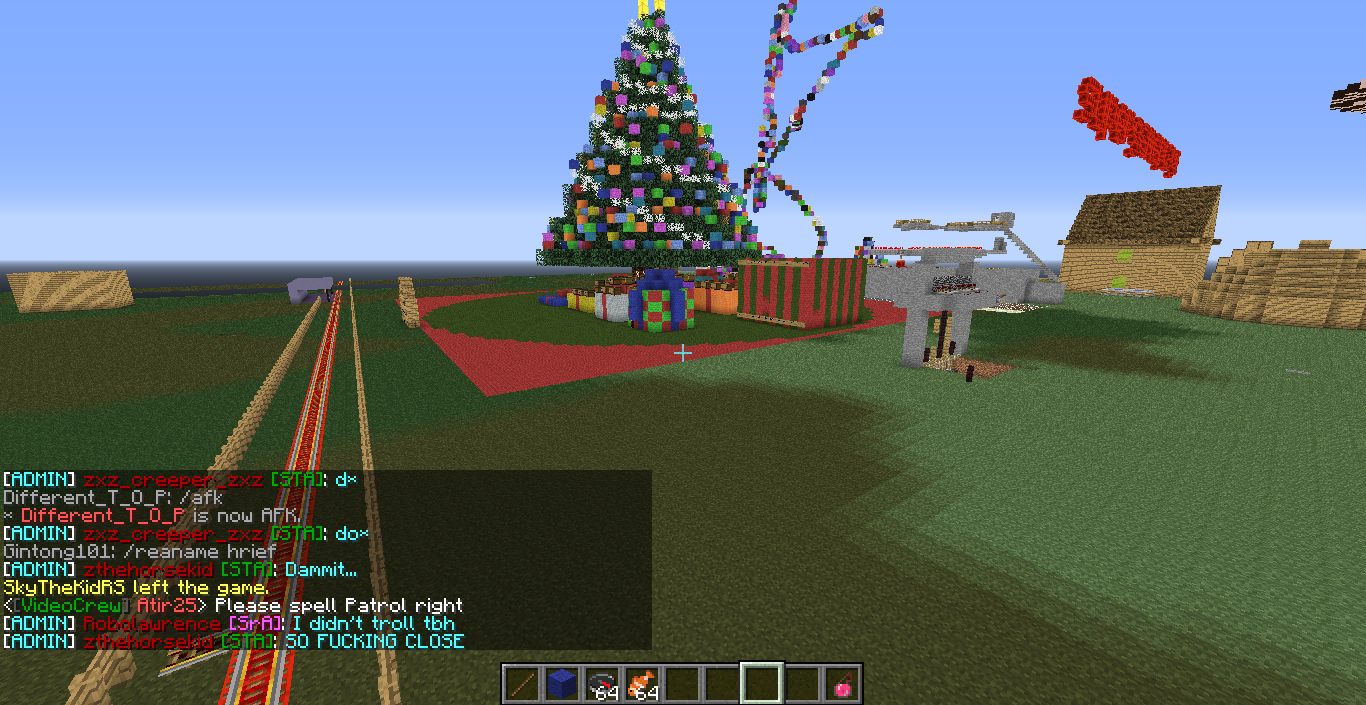 [ADMIN] zxz_creeper_zxz [STA]: d*
Different_T_O_P: /afk
* Different_T_O_P is now AFK.
[ADMIN] zxz_creeper_zxz [STA]: do*
Gintong101: /reaname hrief
[ADMIN] zthehorsekid [STA]: Dammit...
SkyTheKidRS left the game.
<[VideoCrew] Atir25> Please spell Patrol right
[ADMIN] Robolawrence [SrA]: I didn't troll tbh
[ADMIN] zthehorsekid [STA]: SO FUCKING CLOSE
64 64